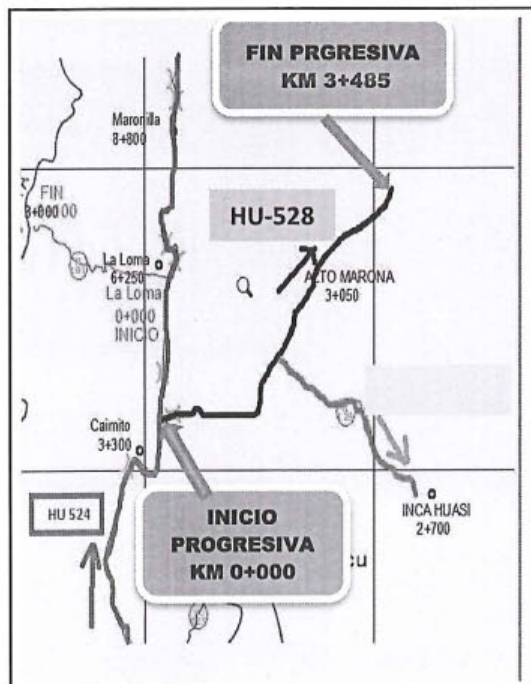 FIN PRGRESIVA
KM 3+485
Maronilla
8+800
FIN
HU-528
La Loma
6+250
La Loma
0+000
INICIO
ALTO MARONA
3+050
Caimito
3+300
HU 524
INICIO
PROGRESIVA
KM 0+000
INCA HUASI
2+700
cu